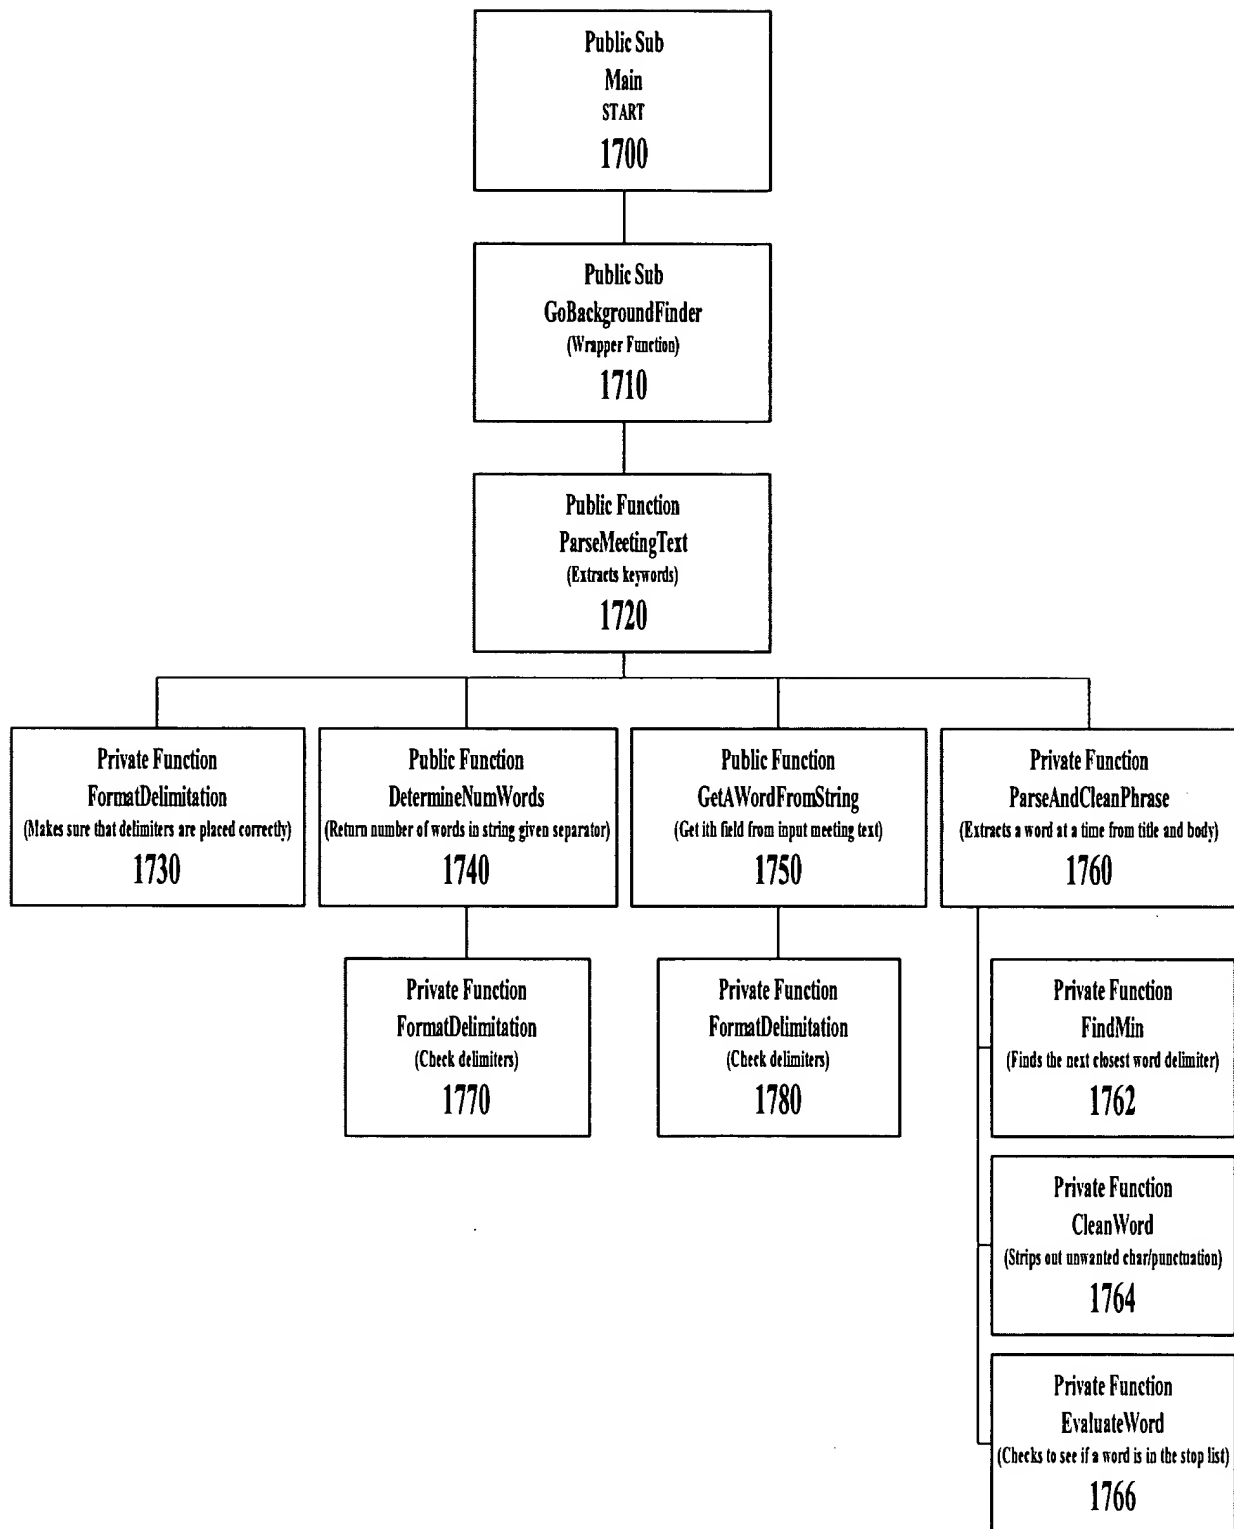 Public Sub
Main
START
1700
Public Sub
GoBackgroundFinder
(Wrapper Function)
1710
Public Function
ParseMeetingText
(Extracts keywords)
1720
Private Function
FormatDelimitation
(Makes sure that delimiters are placed correctly)
1730
Public Function
DetermineNumWords
(Return number of words in string given separator)
1740
Public Function
GetAWordFromString
(Get ith field from input meeting text)
1750
Private Function
ParseAndCleanPhrase
(Extracts a word at a time from title and body)
1760
Private Function
FormatDelimitation
(Check delimiters)
1770
Private Function
FormatDelimitation
(Check delimiters)
1780
Private Function
FindMin
(Finds the next closest word delimiter)
1762
Private Function
CleanWord
(Strips out unwanted char/punctuation)
1764
Private Function
EvaluateWord
(Checks to see if a word is in the stop list)
1766